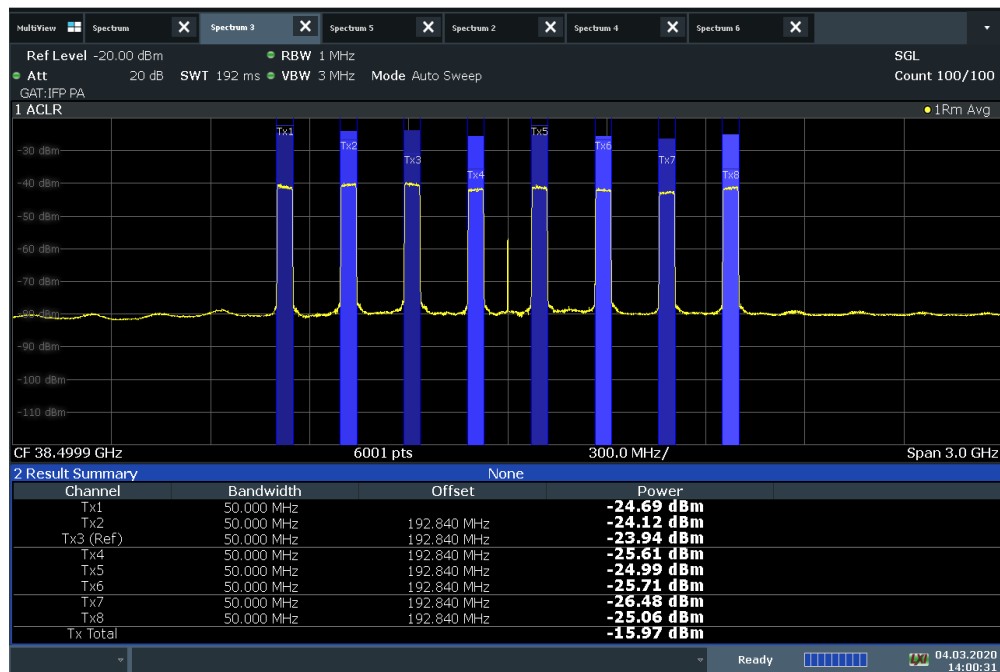 MultiView Spectrum X Spectrum 3 X Spectrum 5 X Spectrum 2 X Spectrum 4 X Spectrum 6 X
Ref Level -20.00 dBm RBW 1 MHz SGL
Att 20 dB SWT 192 ms VBW 3 MHz Mode Auto Sweep Count 100/100
GAT:IFP PA
1 ACLR 1Rm Avg
Tx1 Tx5
Tx2 Tx6
-30 dBm
Tx3 Tx7
Tx4 Tx8
-40 dBm
-50 dBm
-60 dBm
-70 dBm
-80 dBm
-90 dBm
-100 dBm
-110 dBm
CF 38.4999 GHz 6001 pts 300.0 MHz/ Span 3.0 GHz
2 Result Summary None
Channel Bandwidth Offset Power
Tx1 50.000 MHz -24.69 dBm
Tx2 50.000 MHz 192.840 MHz -24.12 dBm
Tx3 (Ref) 50.000 MHz 192.840 MHz -23.94 dBm
Tx4 50.000 MHz 192.840 MHz -25.61 dBm
Tx5 50.000 MHz 192.840 MHz -24.99 dBm
Tx6 50.000 MHz 192.840 MHz -25.71 dBm
Tx7 50.000 MHz 192.840 MHz -26.48 dBm
Tx8 50.000 MHz 192.840 MHz -25.06 dBm
Tx Total -15.97 dBm
Ready LXI 04.03.2020
14:00:31